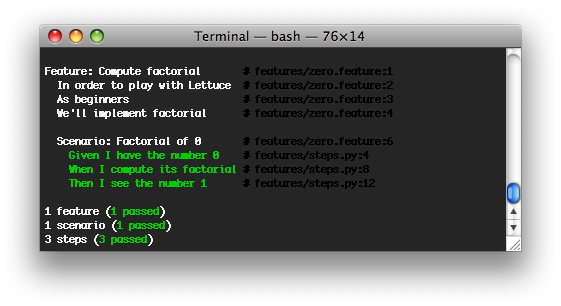 Terminal — bash — 76×14
Feature: Compute factorial # features/zero.feature:1
In order to play with Lettuce # features/zero.feature:2
As beginners # features/zero.feature:3
We'll implement factorial # features/zero.feature:4
Scenario: Factorial of 0 # features/zero.feature:6
Given I have the number 0 # features/steps.py:4
When I compute its factorial # features/steps.py:8
Then I see the number 1 # features/steps.py:12
1 feature (1 passed)
1 scenario (1 passed)
3 steps (3 passed)